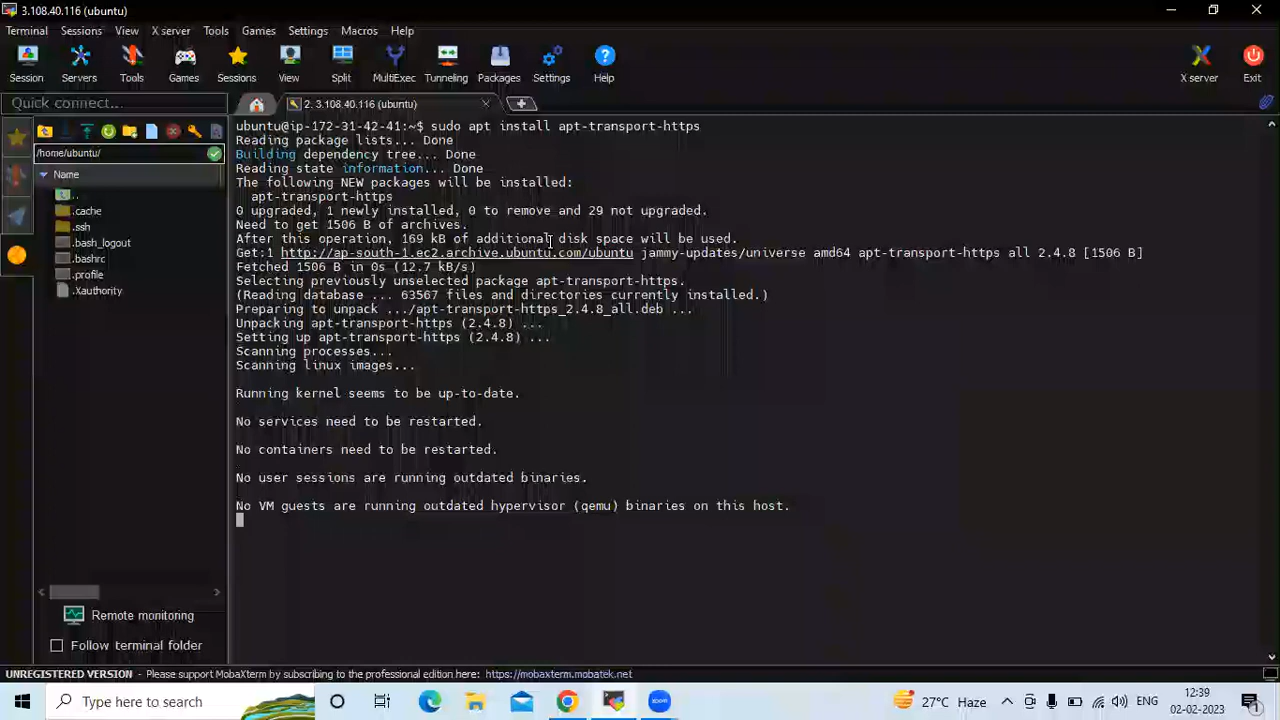 3.108.40.116 (ubuntu)
Terminal Sessions View X server Tools Games Settings Macros Help
Session Servers Tools Games Sessions View Split MultiExec Tunneling Packages Settings Help X server Exit
Quick connect...
2. 3.108.40.116 (ubuntu)
/home/ubuntu/
Name
..
.cache
.ssh
.bash_logout
.bashrc
.profile
.Xauthority
Remote monitoring
Follow terminal folder
ubuntu@ip-172-31-42-41:~$ sudo apt install apt-transport-https
Reading package lists... Done
Building dependency tree... Done
Reading state information... Done
The following NEW packages will be installed:
apt-transport-https
0 upgraded, 1 newly installed, 0 to remove and 29 not upgraded.
Need to get 1506 B of archives.
After this operation, 169 kB of additional disk space will be used.
Get:1 http://ap-south-1.ec2.archive.ubuntu.com/ubuntu jammy-updates/universe amd64 apt-transport-https all 2.4.8 [1506 B]
Fetched 1506 B in 0s (12.7 kB/s)
Selecting previously unselected package apt-transport-https.
(Reading database ... 63567 files and directories currently installed.)
Preparing to unpack .../apt-transport-https_2.4.8_all.deb ...
Unpacking apt-transport-https (2.4.8) ...
Setting up apt-transport-https (2.4.8) ...
Scanning processes...
Scanning linux images...
Running kernel seems to be up-to-date.
No services need to be restarted.
No containers need to be restarted.
No user sessions are running outdated binaries.
No VM guests are running outdated hypervisor (qemu) binaries on this host.
UNREGISTERED VERSION - Please support MobaXterm by subscribing to the professional edition here: https://mobaxterm.mobatek.net
Type here to search
zoom
27°C Haze
ENG
12:39
02-02-2023
1